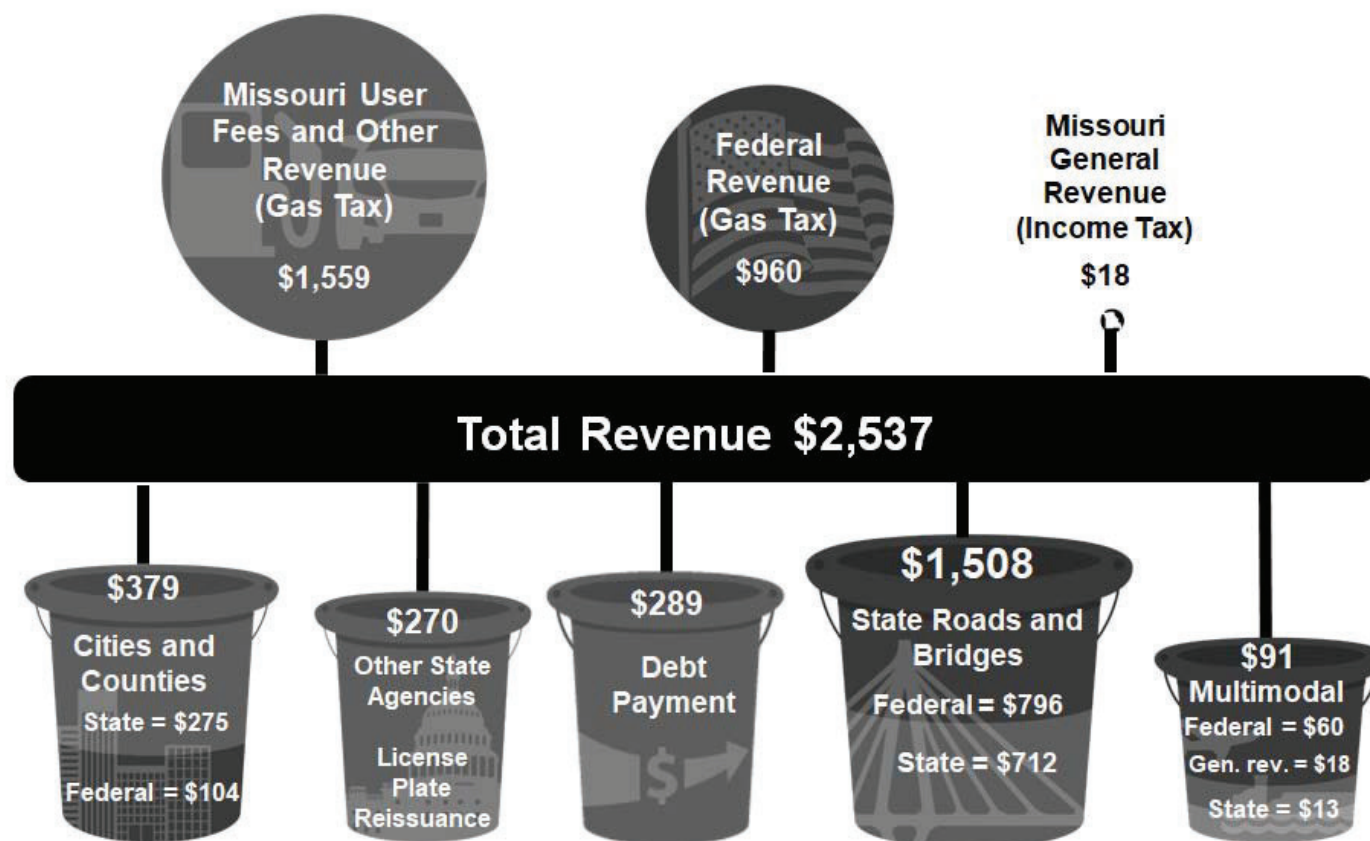 Missouri User
Fees and Other
Revenue
(Gas Tax)
$1,559
Federal
Revenue
(Gas Tax)
$960
Missouri
General
Revenue
(Income Tax)
$18
Total Revenue $2,537
$379
Cities and
Counties
State = $275
Federal = $104
$270
Other State
Agencies
License
Plate
Reissuance
$289
Debt
Payment
$
$1,508
State Roads and
Bridges
Federal = $796
State = $712
$91
Multimodal
Federal = $60
Gen. rev. = $18
State = $13